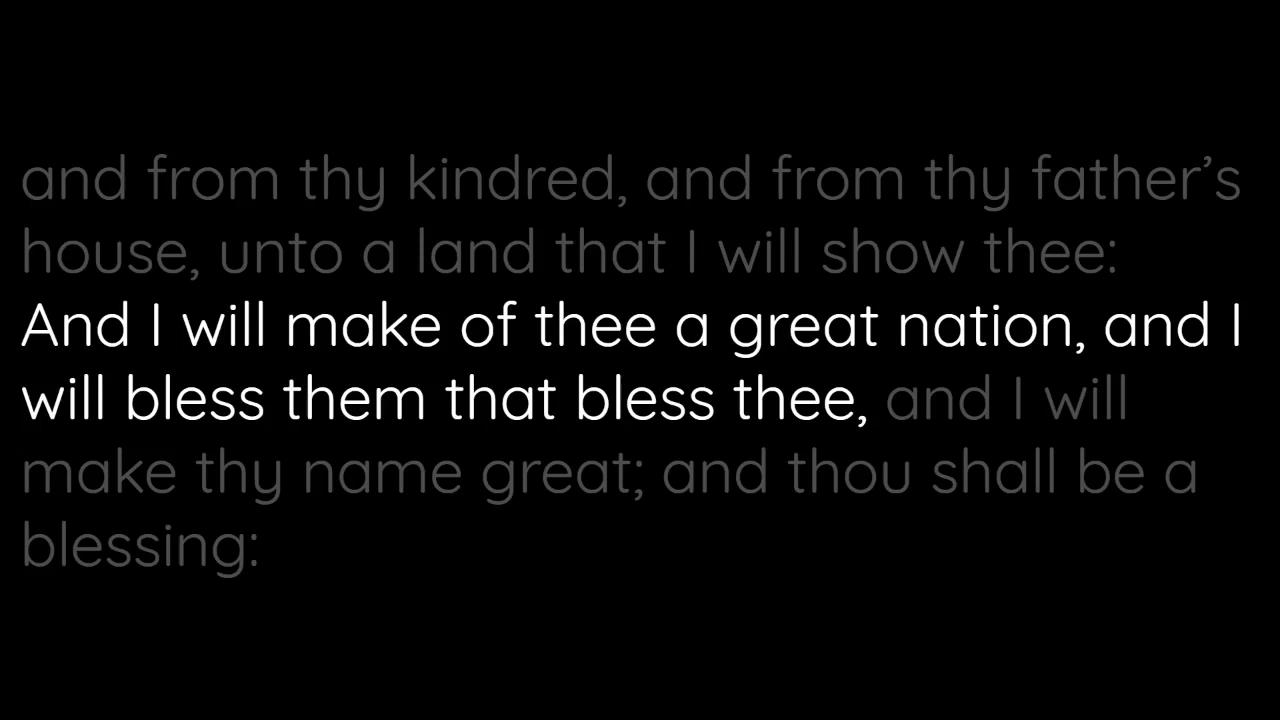 and from thy kindred, and from thy father’s
house, unto a land that I will show thee:
And I will make of thee a great nation, and I
will bless them that bless thee, and I will
make thy name great; and thou shall be a
blessing: